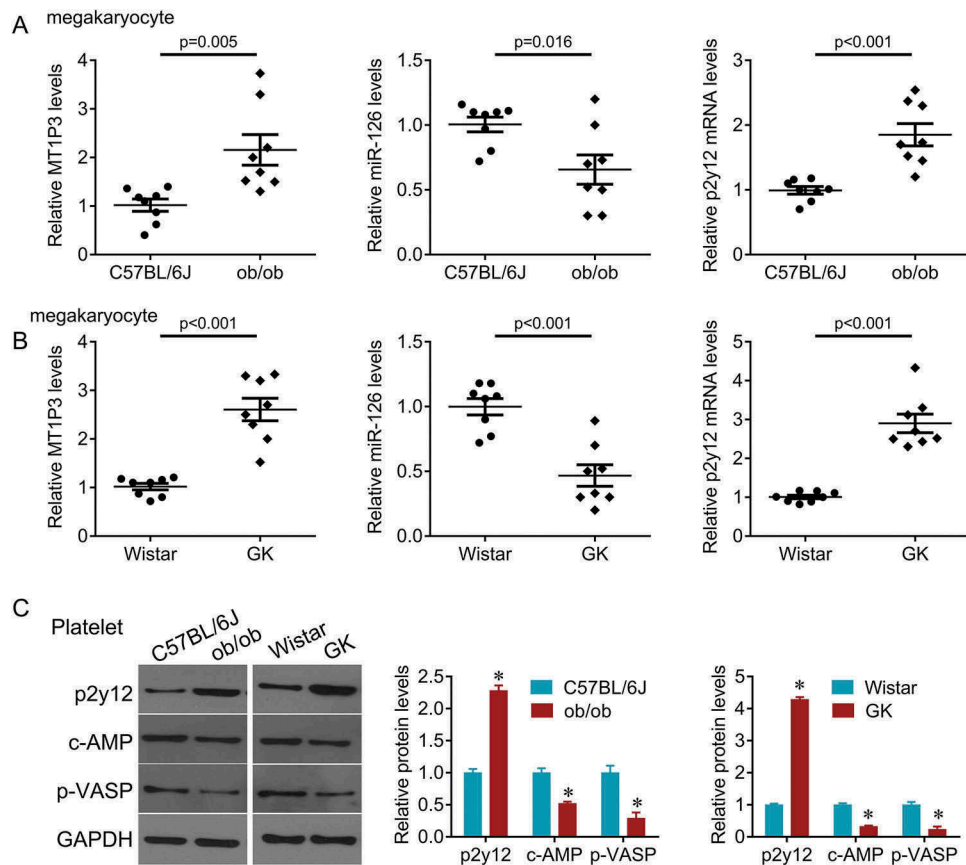 A
megakaryocyte
p=0.005
Relative MT1P3 levels
4
3
2
1
0
C57BL/6J ob/ob
p=0.016
Relative miR-126 levels
1.5
1.0
0.5
0.0
C57BL/6J ob/ob
p<0.001
Relative p2y12 mRNA levels
3
2
1
0
C57BL/6J ob/ob
B
megakaryocyte
p<0.001
Relative MT1P3 levels
4
3
2
1
0
Wistar GK
p<0.001
Relative miR-126 levels
1.5
1.0
0.5
0.0
Wistar GK
p<0.001
Relative p2y12 mRNA levels
5
4
3
2
1
0
Wistar GK
C
Platelet
C57BL/6J ob/ob Wistar GK
p2y12
c-AMP
p-VASP
GAPDH
Relative protein levels
2.5
2.0
1.5
1.0
0.5
0.0
C57BL/6J
ob/ob
* * *
p2y12 c-AMP p-VASP
Relative protein levels
5
4
3
2
1
0
Wistar
GK
* * *
p2y12 c-AMP p-VASP